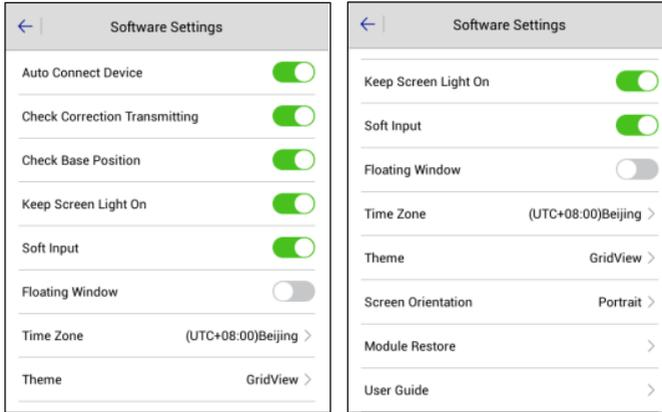 Software Settings
Auto Connect Device
Check Correction Transmitting
Check Base Position
Keep Screen Light On
Soft Input
Floating Window
Time Zone (UTC+08:00)Beijing
Theme GridView
Software Settings
Keep Screen Light On
Soft Input
Floating Window
Time Zone (UTC+08:00)Beijing
Theme GridView
Screen Orientation Portrait
Module Restore
User Guide